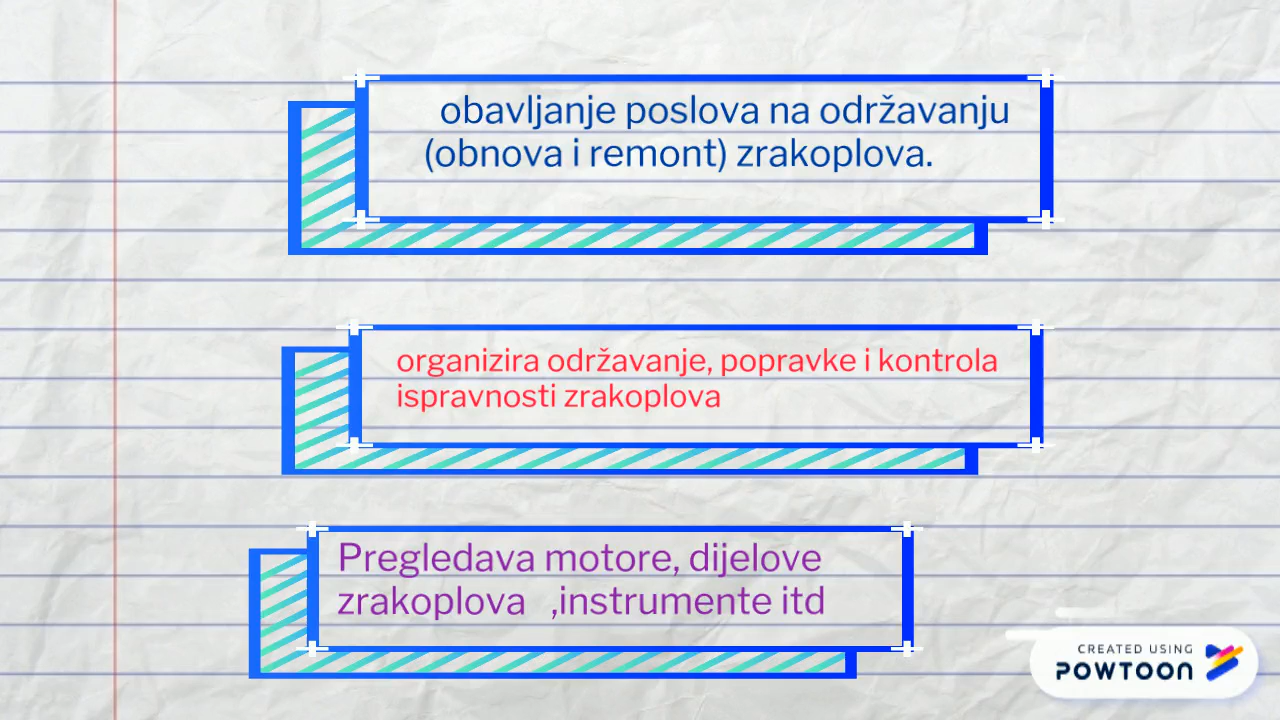 obavljanje poslova na održavanju
(obnova i remont) zrakoplova.
organizira održavanje, popravke i kontrola
ispravnosti zrakoplova
Pregledava motore, dijelove
zrakoplova ,instrumente itd
CREATED USING
POWTOON